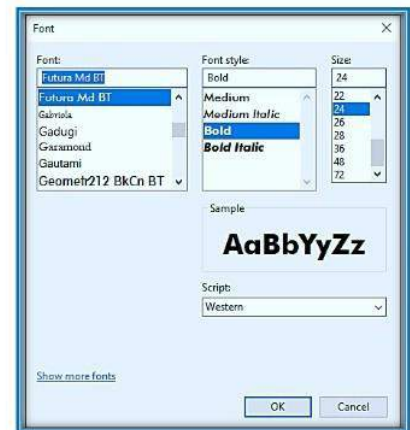 Font
Font: Font style: Size:
Futura Md BT Bold 24
Futura Md BT Medium 22
Gabriola Medium Italic 24
Gadugi Bold 26
Garamond Bold Italic 28
Gautami 36
Geometr212 BkCn BT 48
72
Sample
AaBbYyZz
Script:
Western
Show more fonts
OK Cancel